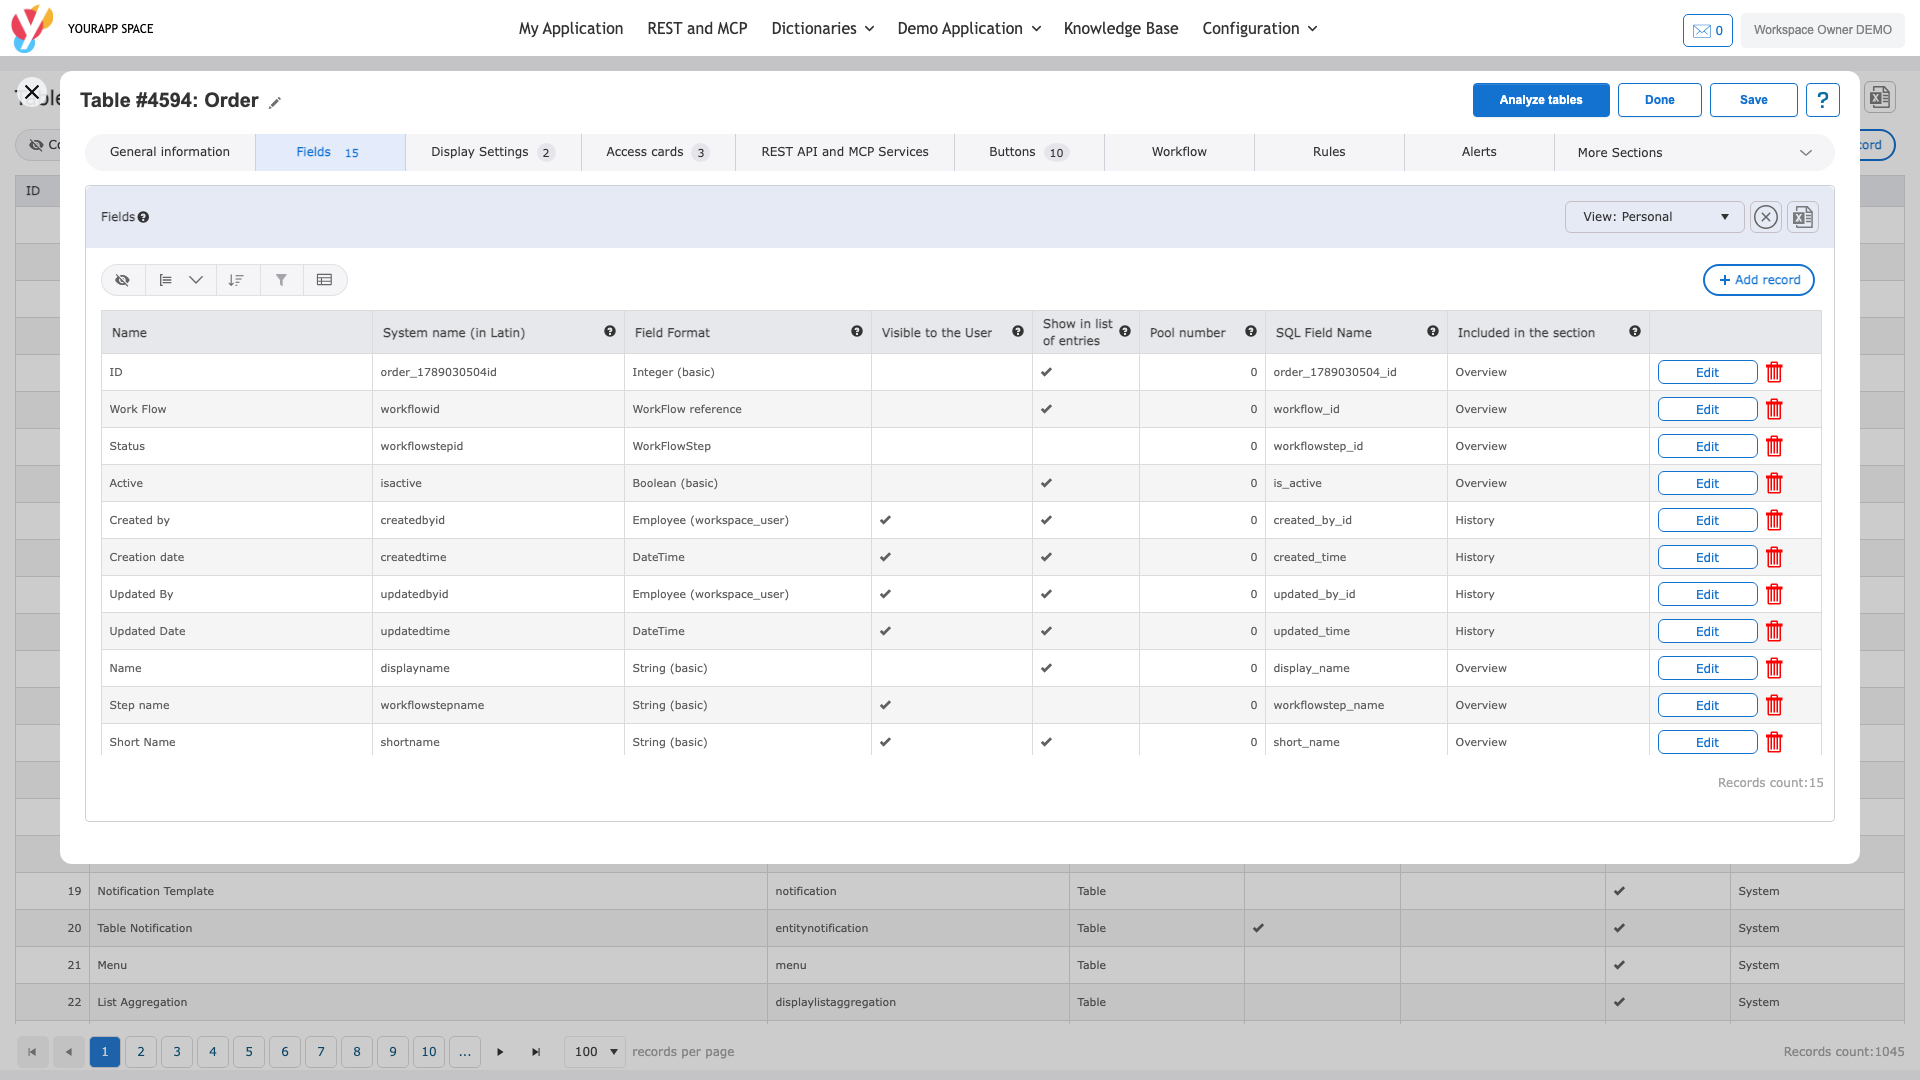 YOURAPP SPACE
My Application
REST and MCP
Dictionaries
Demo Application
Knowledge Base
Configuration
0
Workspace Owner DEMO
Table #4594: Order
Analyze tables
Done
Save
?
General information
Fields 15
Display Settings 2
Access cards 3
REST API and MCP Services
Buttons 10
Workflow
Rules
Alerts
More Sections
ID
Fields
View: Personal
+ Add record
Name System name (in Latin) Field Format Visible to the User Show in list of entries Pool number SQL Field Name Included in the section
ID order_1789030504id Integer (basic) 0 order_1789030504_id Overview Edit
Work Flow workflowid WorkFlow reference 0 workflow_id Overview Edit
Status workflowstepid WorkFlowStep 0 workflowstep_id Overview Edit
Active isactive Boolean (basic) 0 is_active Overview Edit
Created by createdbyid Employee (workspace_user) 0 created_by_id History Edit
Creation date createdtime DateTime 0 created_time History Edit
Updated By updatedbyid Employee (workspace_user) 0 updated_by_id History Edit
Updated Date updatedtime DateTime 0 updated_time History Edit
Name displayname String (basic) 0 display_name Overview Edit
Step name workflowstepname String (basic) 0 workflowstep_name Overview Edit
Short Name shortname String (basic) 0 short_name Overview Edit
Records count:15
19 Notification Template notification Table System
20 Table Notification entitynotification Table System
21 Menu menu Table System
22 List Aggregation displaylistaggregation Table System
1 2 3 4 5 6 7 8 9 10 ... 100 records per page
Records count:1045